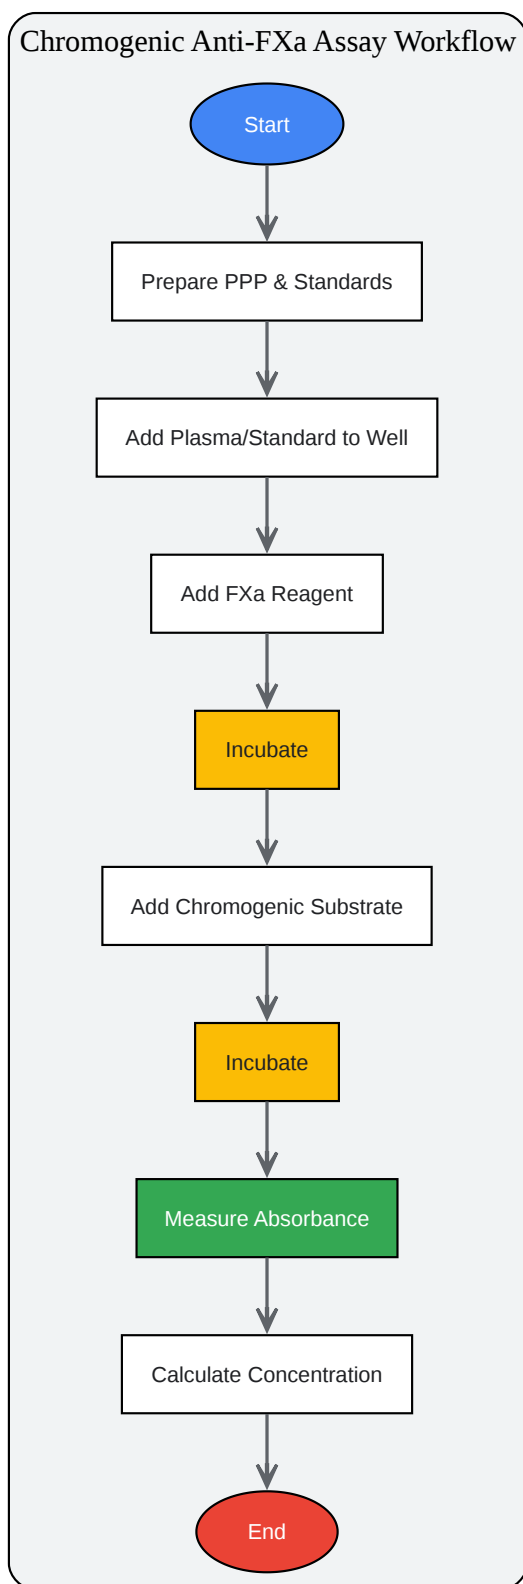 Chromogenic Anti-FXa Assay Workflow
Start
Prepare PPP & Standards
Add Plasma/Standard to Well
Add FXa Reagent
Incubate
Add Chromogenic Substrate
Incubate
Measure Absorbance
Calculate Concentration
End